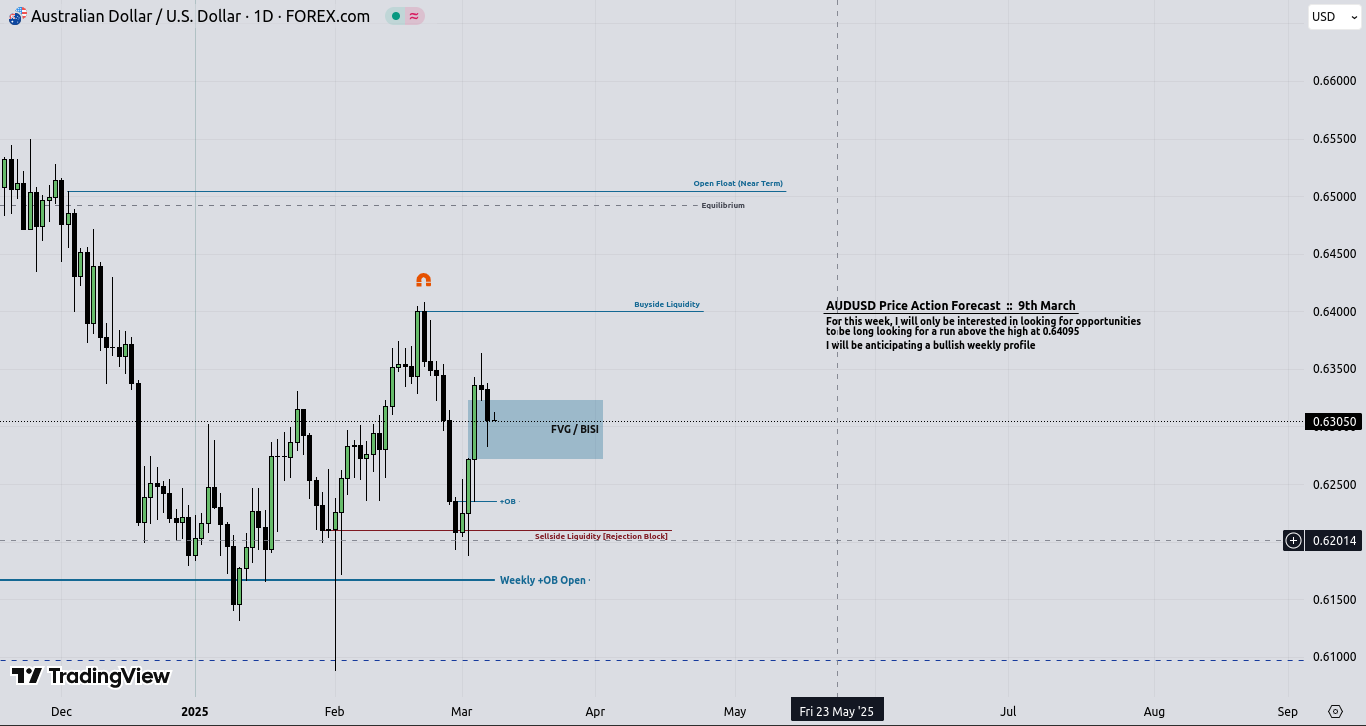 Australian Dollar / U.S. Dollar · 1D · FOREX.com
USD
0.66000
0.65500
Open Float (Near Term)
0.65000
Equilibrium
0.64500
Buyside Liquidity
0.64000
AUDUSD Price Action Forecast :: 9th March
For this week, I will only be interested in looking for opportunities
to be long looking for a run above the high at 0.64095
I will be anticipating a bullish weekly profile
0.63500
0.63050
FVG / BISI
0.62500
+OB
Sellside Liquidity [Rejection Block]
0.62014
Weekly +OB Open
0.61500
0.61000
TradingView
Dec 2025 Feb Mar Apr May Fri 23 May '25 Jul Aug Sep